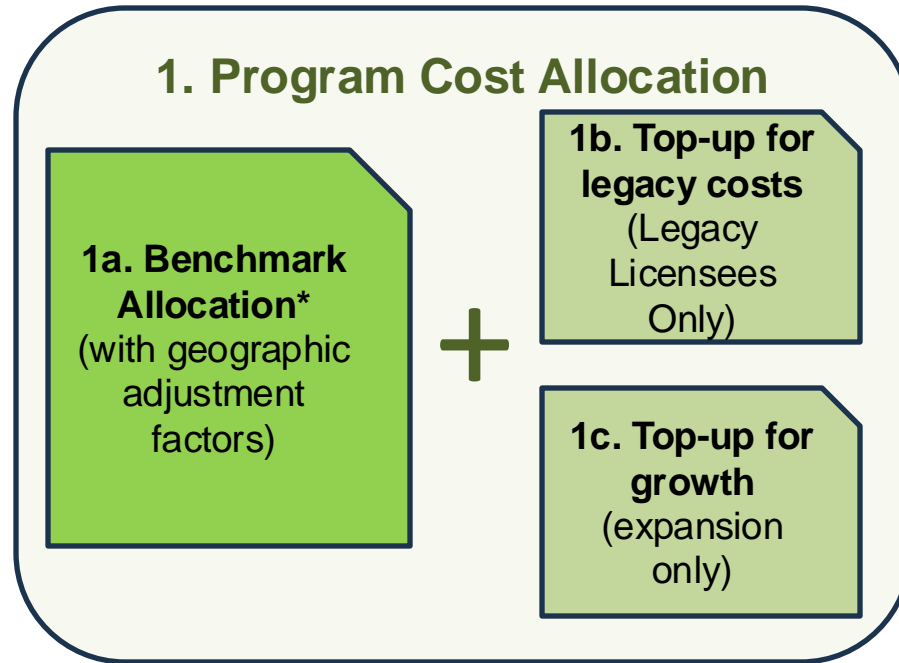 1. Program Cost Allocation
1a. Benchmark
Allocation*
(with geographic
adjustment
factors)
+
1b. Top-up for
legacy costs
(Legacy
Licensees
Only)
1c. Top-up for
growth
(expansion
only)